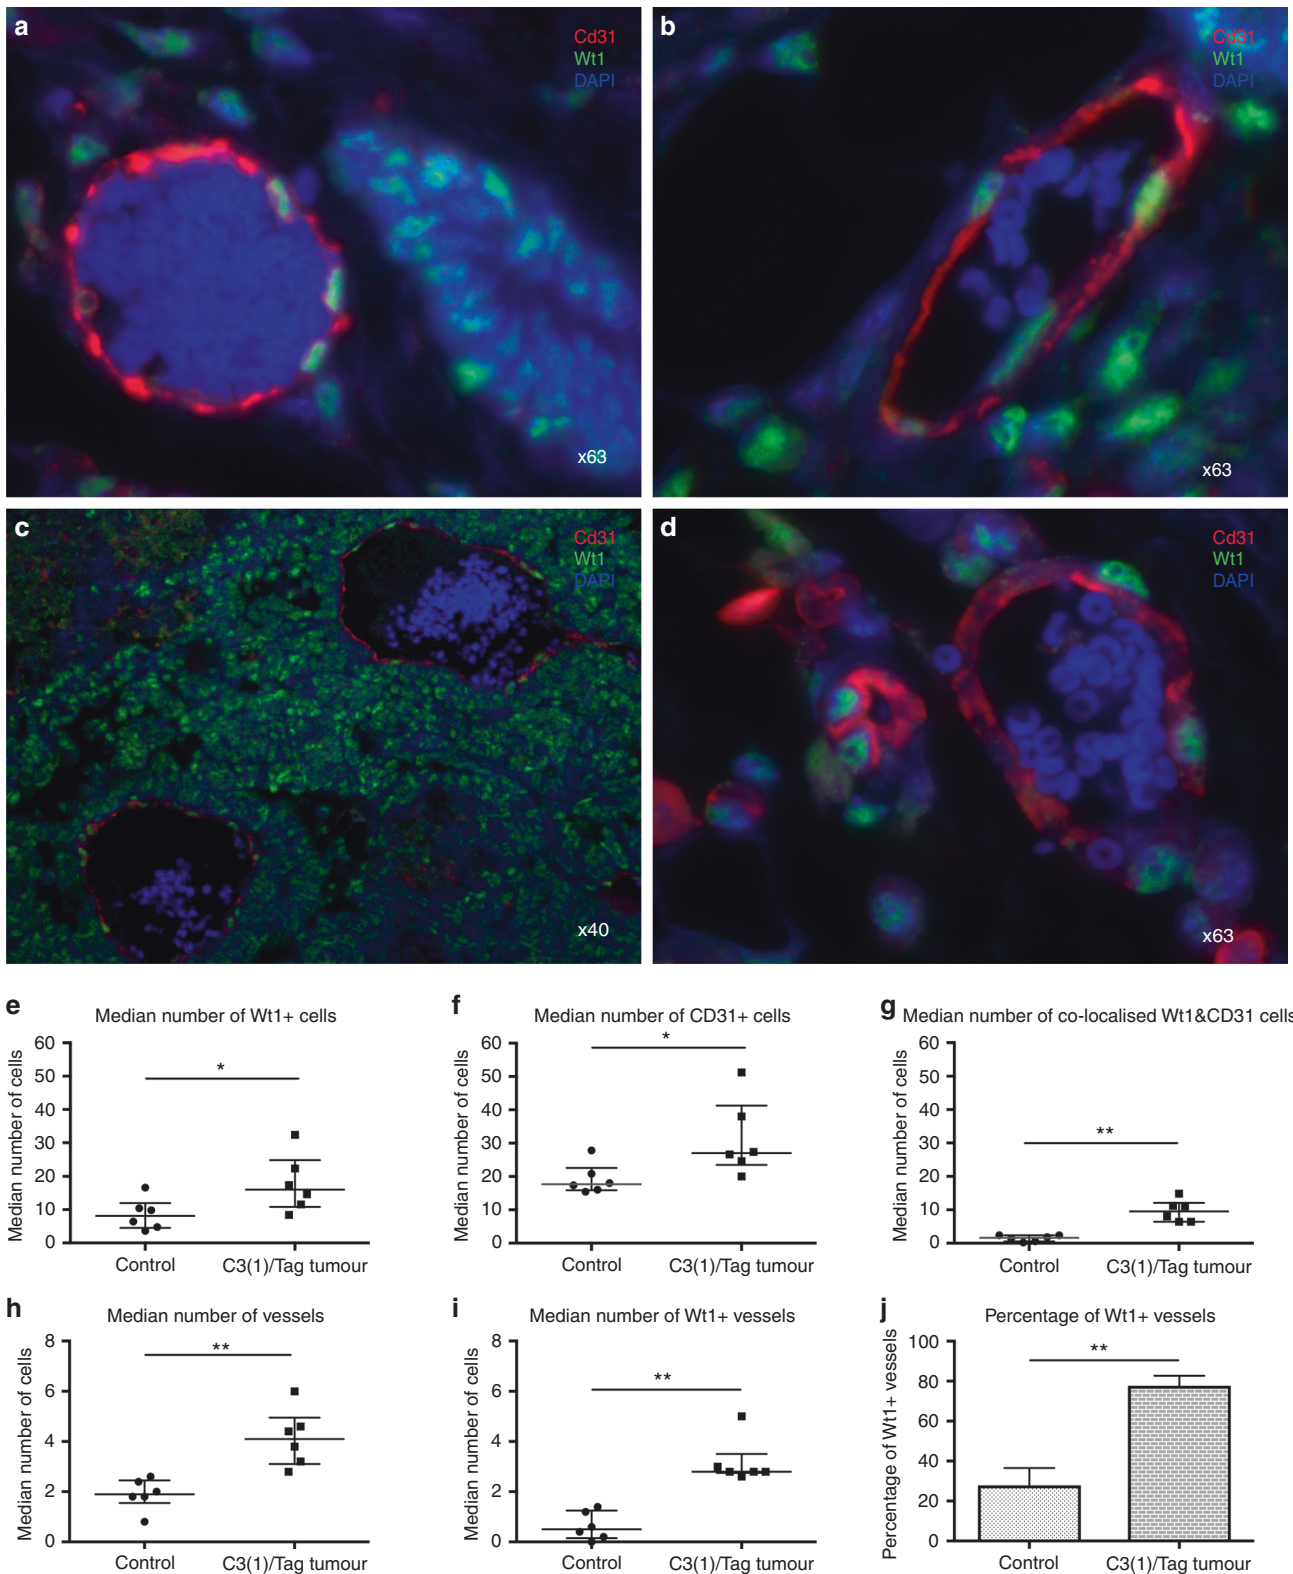 a
Cd31
Wt1
DAPI
x63
b
Cd31
Wt1
DAPI
x63
c
Cd31
Wt1
DAPI
x40
d
Cd31
Wt1
DAPI
x63
e
Median number of Wt1+ cells
Median number of cells
60
50
40
30
20
10
0
*
Control
C3(1)/Tag tumour
f
Median number of CD31+ cells
Median number of cells
60
50
40
30
20
10
0
*
Control
C3(1)/Tag tumour
g
Median number of co-localised Wt1&CD31 cells
Median number of cells
60
50
40
30
20
10
0
**
Control
C3(1)/Tag tumour
h
Median number of vessels
Median number of cells
8
6
4
2
0
**
Control
C3(1)/Tag tumour
i
Median number of Wt1+ vessels
Median number of cells
8
6
4
2
0
**
Control
C3(1)/Tag tumour
j
Percentage of Wt1+ vessels
Percentage of Wt1+ vessels
100
80
60
40
20
0
**
Control
C3(1)/Tag tumour